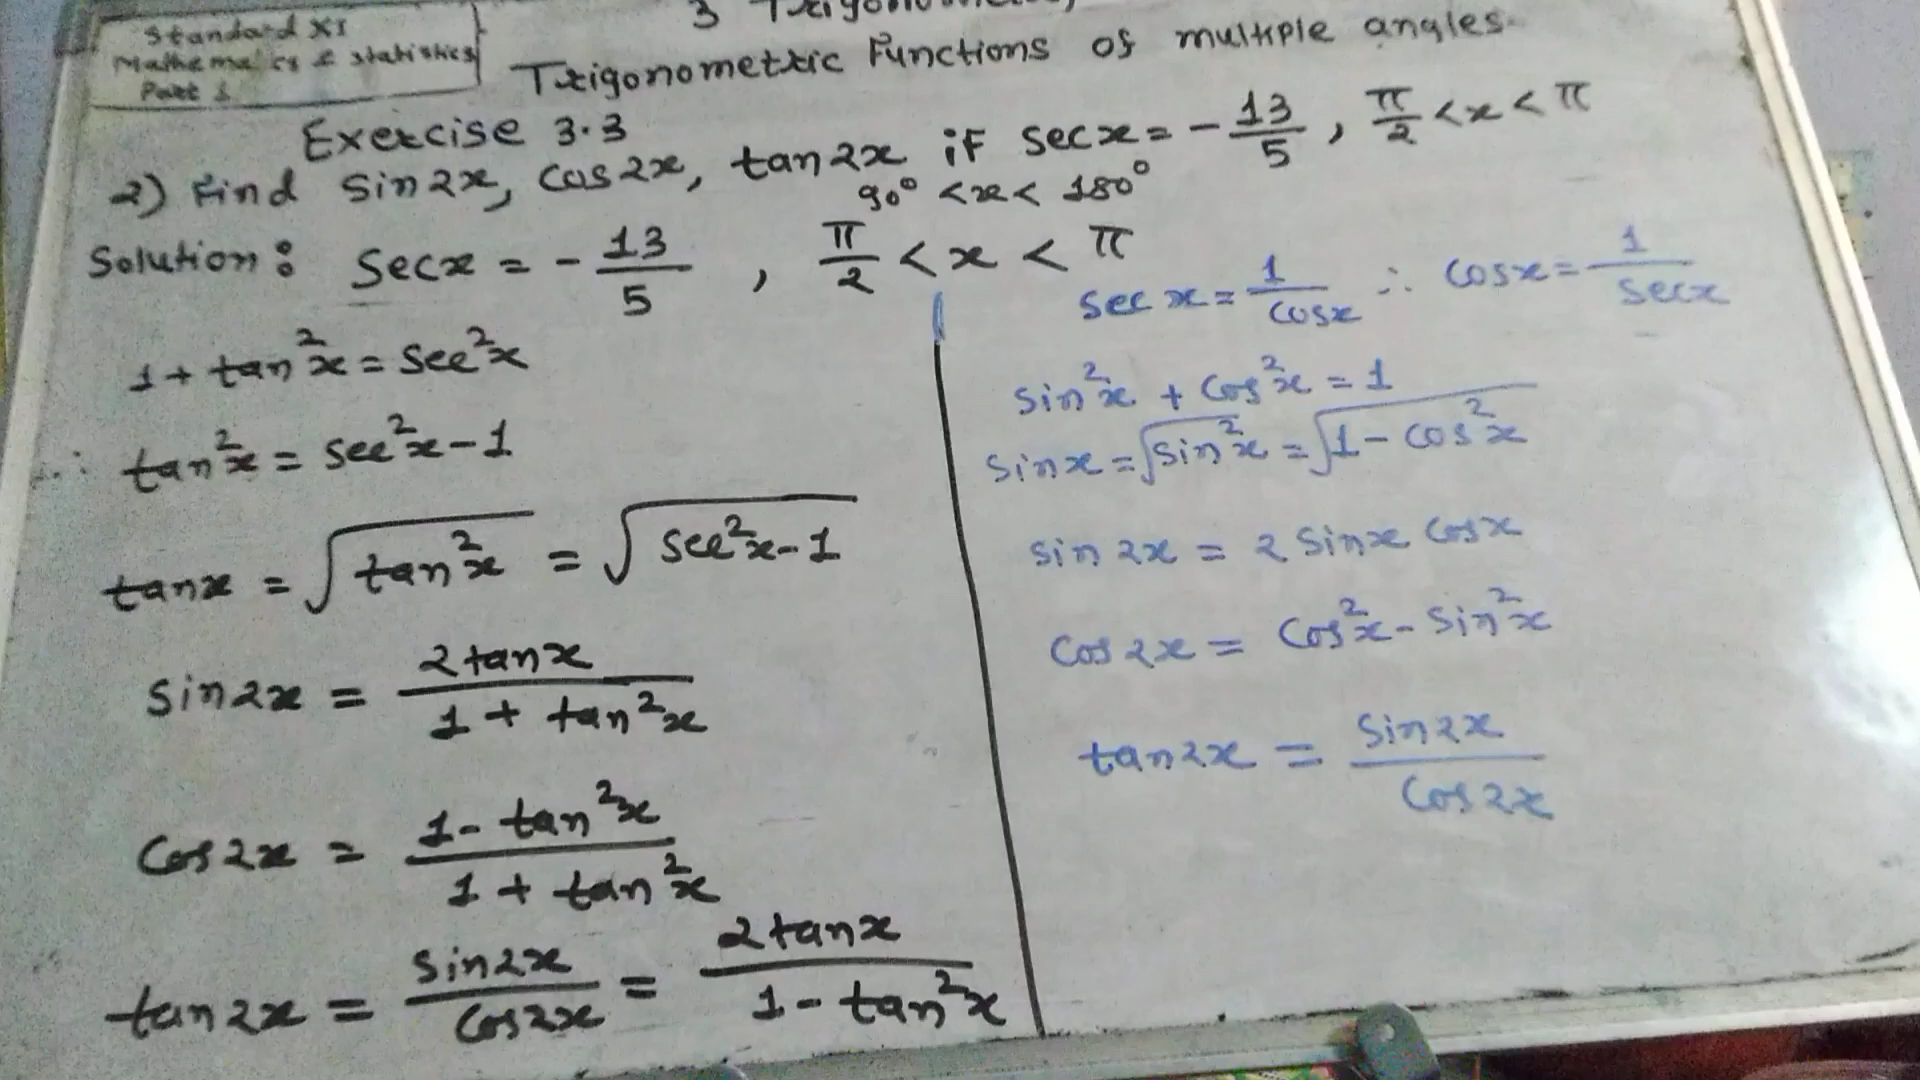 Standard XI
Mathematics & Statistics
Part 1
3 Trigonometry
Trigonometric Functions of multiple angles
Exercise 3.3
2) Find sin2x, cos2x, tan2x if secx = -13/5, π/2 < x < π
90° < x < 180°
Solution: secx = -13/5, π/2 < x < π
1 + tan²x = sec²x
∴ tan²x = sec²x - 1
tanx = √tan²x = √sec²x - 1
sin2x = 2tanx / 1 + tan²x
cos2x = 1 - tan²x / 1 + tan²x
tan2x = sin2x / cos2x = 2tanx / 1 - tan²x
secx = 1/cosx ∴ cosx = 1/secx
sin²x + cos²x = 1
sinx = √sin²x = √1 - cos²x
sin2x = 2 sinx cosx
cos2x = cos²x - sin²x
tan2x = sin2x / cos2x